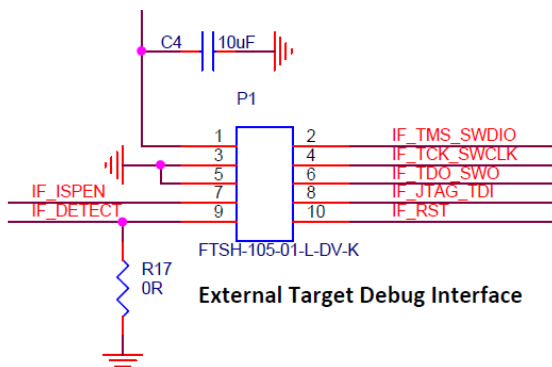 C4 10uF
P1
1 2 IF_TMS_SWDIO
3 4 IF_TCK_SWCLK
5 6 IF_TDO_SWO
IF_ISPEN 7 8 IF_JTAG_TDI
IF_DETECT 9 10 IF_RST
FTSH-105-01-L-DV-K
R17
0R
External Target Debug Interface